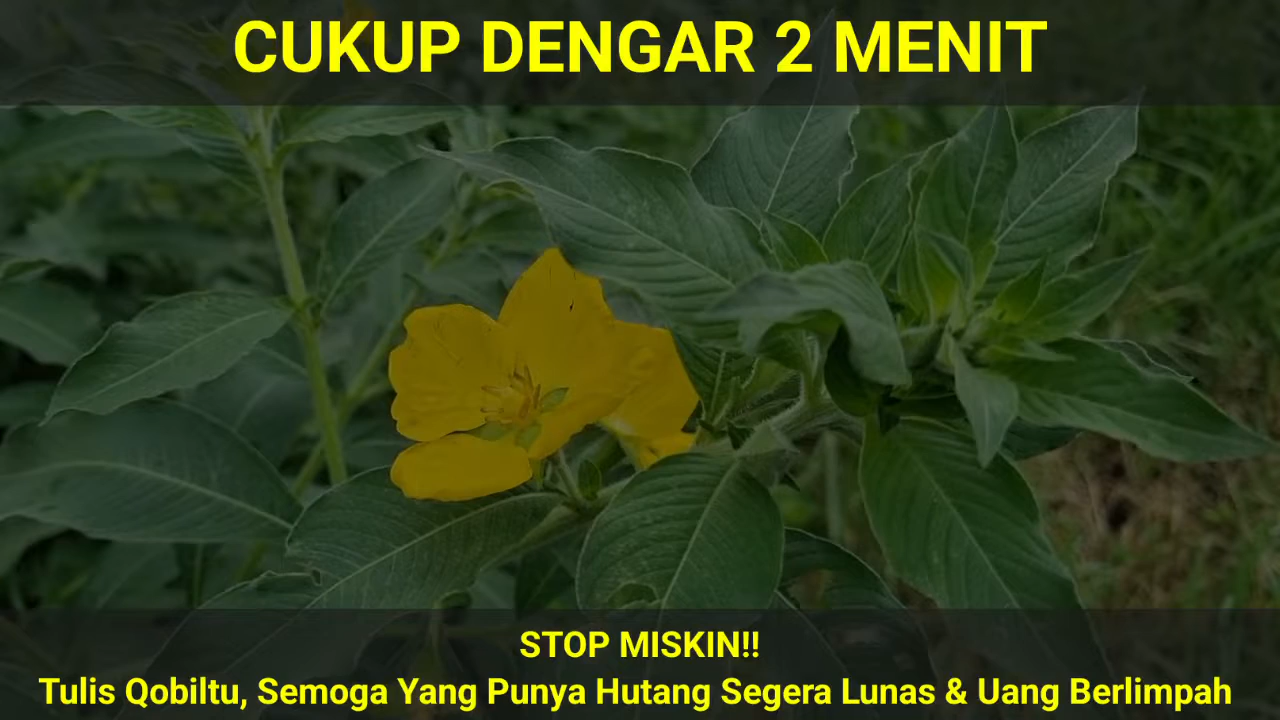 CUKUP DENGAR 2 MENIT
STOP MISKIN!!
Tulis Qobiltu, Semoga Yang Punya Hutang Segera Lunas & Uang Berlimpah